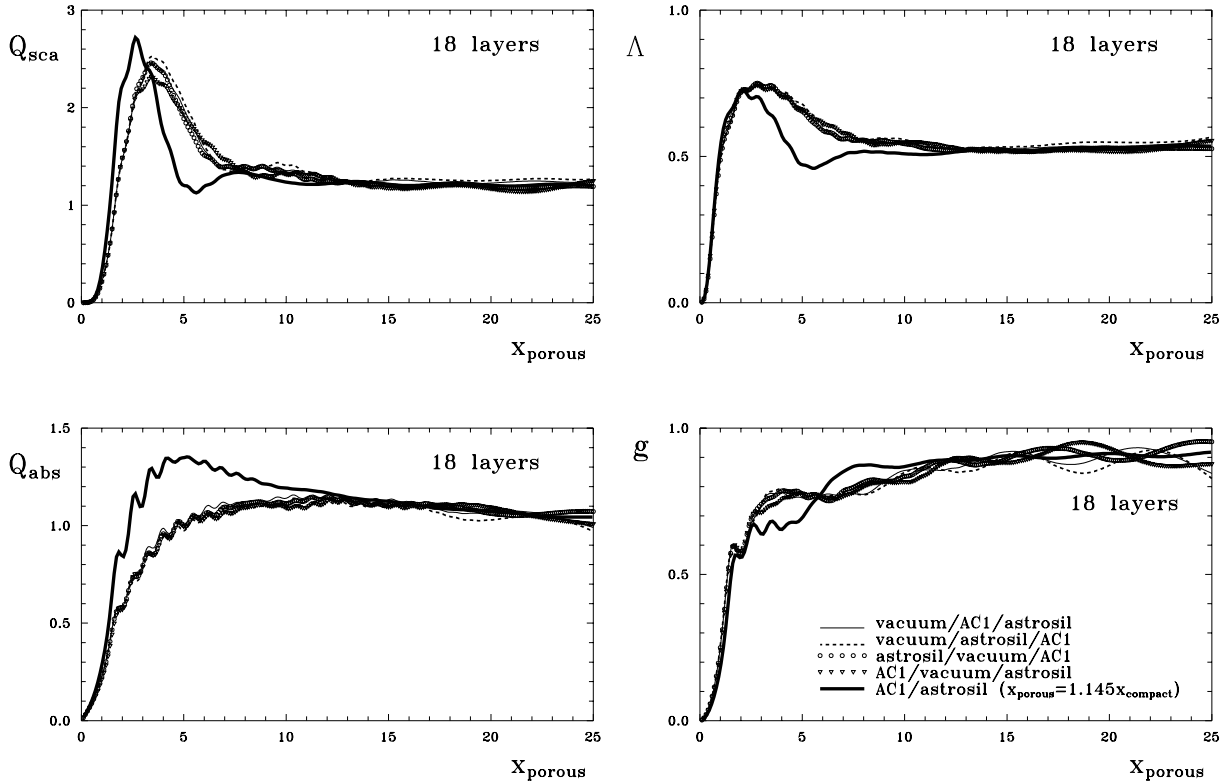 Q_sca
18 layers
3
2
1
0
0 5 10 15 20 25
x_porous
Λ
18 layers
1.0
0.5
0.0
0 5 10 15 20 25
x_porous
Q_abs
18 layers
1.5
1.0
0.5
0.0
0 5 10 15 20 25
x_porous
g
18 layers
1.0
0.5
0.0
vacuum/AC1/astrosil
vacuum/astrosil/AC1
astrosil/vacuum/AC1
AC1/vacuum/astrosil
AC1/astrosil (x_porous=1.145x_compact)
0 5 10 15 20 25
x_porous